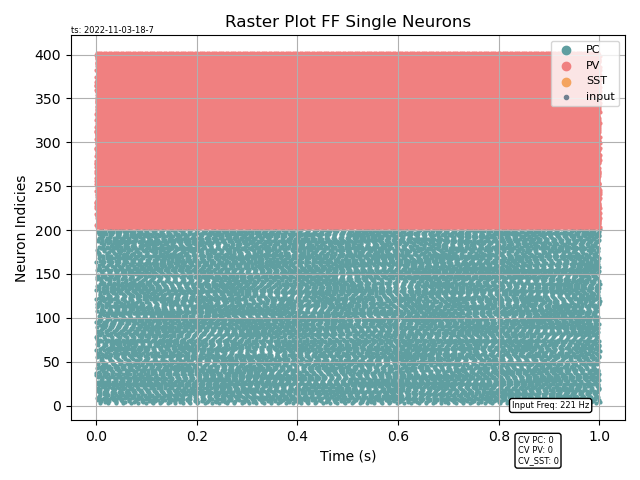 Raster Plot FF Single Neurons
ts: 2022-11-03-18-7
PC
PV
SST
input
400
350
300
250
200
150
100
50
0
Neuron Indicies
Input Freq: 221 Hz
0.0 0.2 0.4 0.6 0.8 1.0
Time (s)
CV PC: 0
CV PV: 0
CV_SST: 0